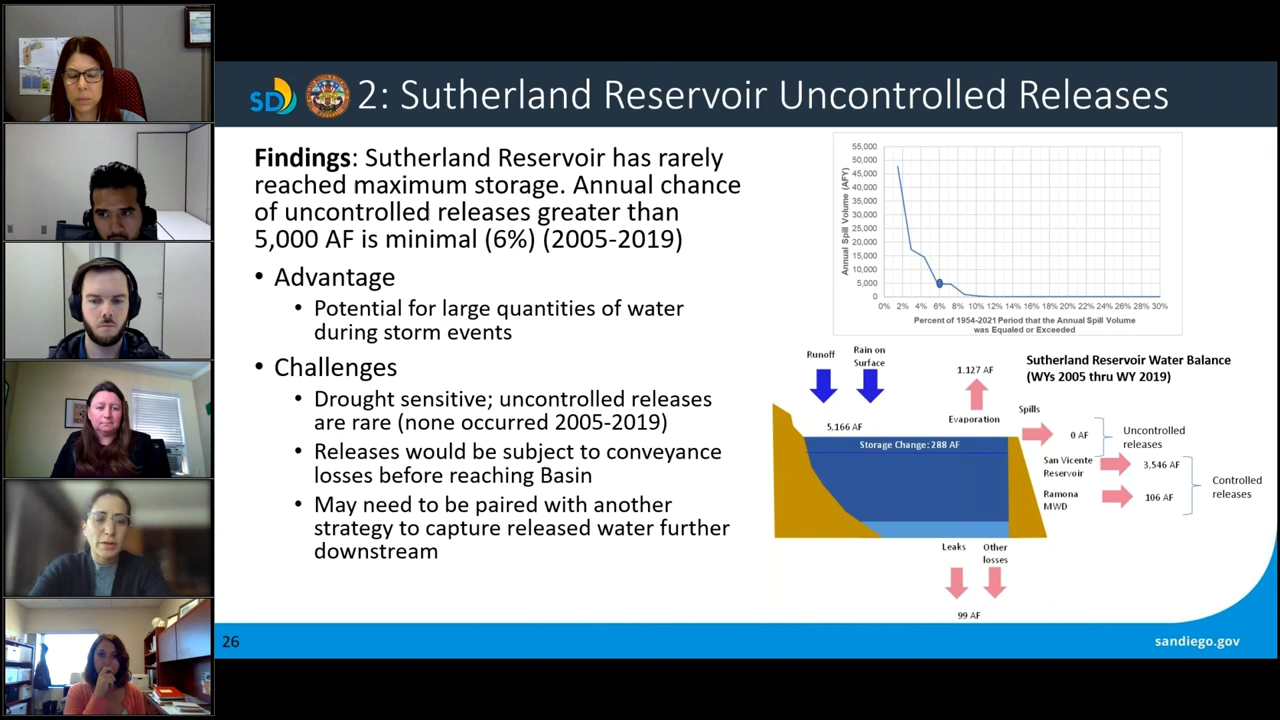 SD 2: Sutherland Reservoir Uncontrolled Releases
Findings: Sutherland Reservoir has rarely
reached maximum storage. Annual chance
of uncontrolled releases greater than
5,000 AF is minimal (6%) (2005-2019)
• Advantage
• Potential for large quantities of water
during storm events
• Challenges
• Drought sensitive; uncontrolled releases
are rare (none occurred 2005-2019)
• Releases would be subject to conveyance
losses before reaching Basin
• May need to be paired with another
strategy to capture released water further
downstream
Annual Spill Volume (AFY)
55,000
50,000
45,000
40,000
35,000
30,000
25,000
20,000
15,000
10,000
5,000
0
0% 2% 4% 6% 8% 10% 12% 14% 16% 18% 20% 22% 24% 26% 28% 30%
Percent of 1954-2021 Period that the Annual Spill Volume
was Equaled or Exceeded
Sutherland Reservoir Water Balance
(WYs 2005 thru WY 2019)
Runoff
Rain on
Surface
5,166 AF
1.127 AF
Evaporation
Storage Change: 288 AF
Spills
0 AF
Uncontrolled
releases
San Vicente
Reservoir
3,546 AF
Ramona
MWD
106 AF
Controlled
releases
Leaks
Other
losses
99 AF
26
sandiego.gov